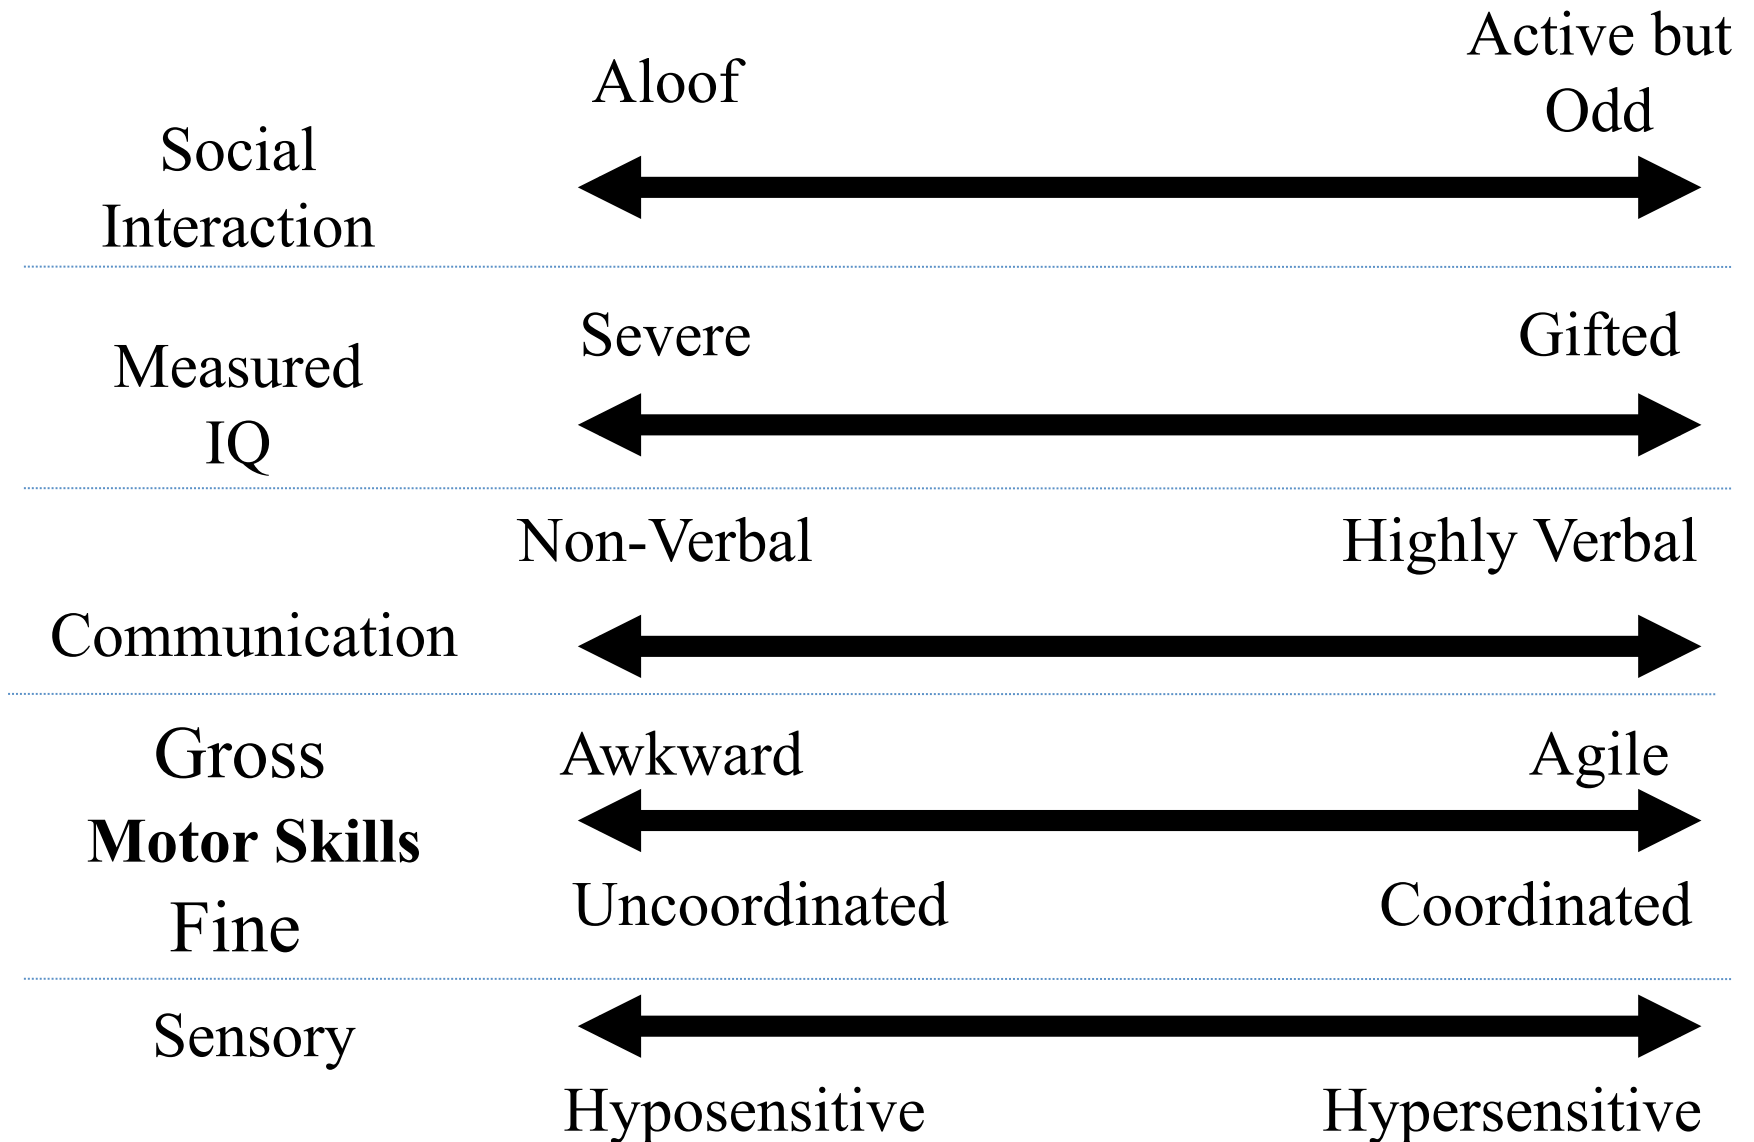 Social
Interaction
Aloof
Active but
Odd
Measured
IQ
Severe
Gifted
Communication
Non-Verbal
Highly Verbal
Gross
Motor Skills
Fine
Awkward
Agile
Uncoordinated
Coordinated
Sensory
Hyposensitive
Hypersensitive